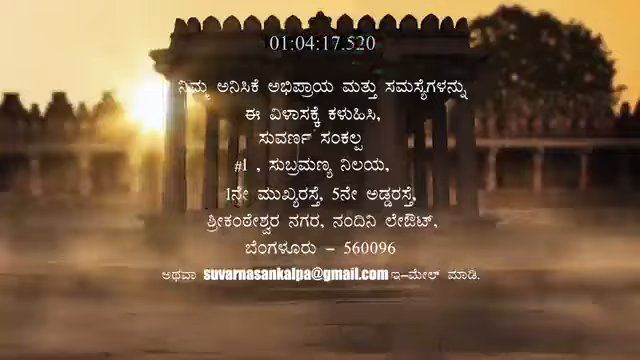 01:04:17.520
ನಿಮ್ಮ ಅನಿಸಿಕೆ ಅಭಿಪ್ರಾಯ ಮತ್ತು ಸಮಸ್ಯೆಗಳನ್ನು
ಈ ವಿಳಾಸಕ್ಕೆ ಕಳುಹಿಸಿ,
ಸುವರ್ಣ ಸಂಕಲ್ಪ
#1 , ಸುಬ್ರಮಣ್ಯ ನಿಲಯ,
1ನೇ ಮುಖ್ಯರಸ್ತೆ, 5ನೇ ಅಡ್ಡರಸ್ತೆ,
ಶ್ರೀಕಂಠೇಶ್ವರ ನಗರ, ನಂದಿನಿ ಲೇಔಟ್,
ಬೆಂಗಳೂರು - 560096
ಅಥವಾ suvarnasankalpa@gmail.com ಇ-ಮೇಲ್ ಮಾಡಿ.